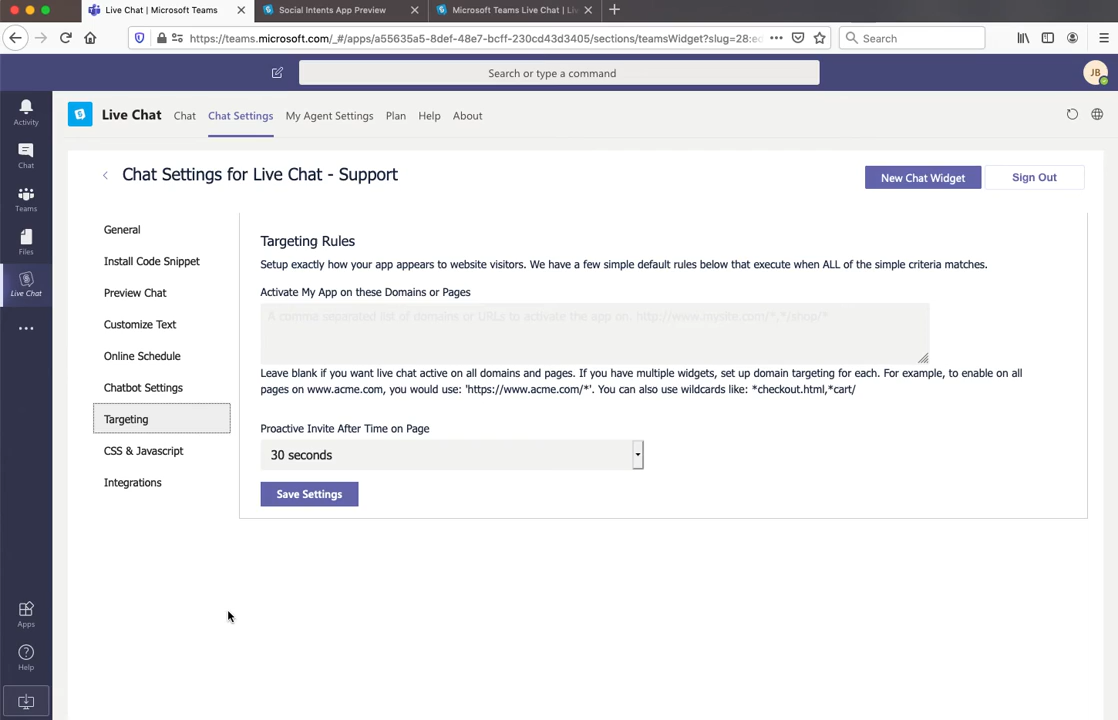 Live Chat | Microsoft Teams
Social Intents App Preview
Microsoft Teams Live Chat | Li
https://teams.microsoft.com/_#/apps/a55635a5-8def-48e7-bcff-230cd43d3405/sections/teamsWidget?slug=28:e
Search
Search or type a command
JB
Activity
Chat
Teams
Files
Live Chat
Apps
Help
Live Chat
Chat
Chat Settings
My Agent Settings
Plan
Help
About
Chat Settings for Live Chat - Support
New Chat Widget
Sign Out
General
Install Code Snippet
Preview Chat
Customize Text
Online Schedule
Chatbot Settings
Targeting
CSS & Javascript
Integrations
Targeting Rules
Setup exactly how your app appears to website visitors. We have a few simple default rules below that execute when ALL of the simple criteria matches.
Activate My App on these Domains or Pages
A comma separated list of domains or URLs to activate the app on. http://www.mysite.com/*,*/shop/*
Leave blank if you want live chat active on all domains and pages. If you have multiple widgets, set up domain targeting for each. For example, to enable on all
pages on www.acme.com, you would use: 'https://www.acme.com/*'. You can also use wildcards like: *checkout.html,*cart/
Proactive Invite After Time on Page
30 seconds
Save Settings